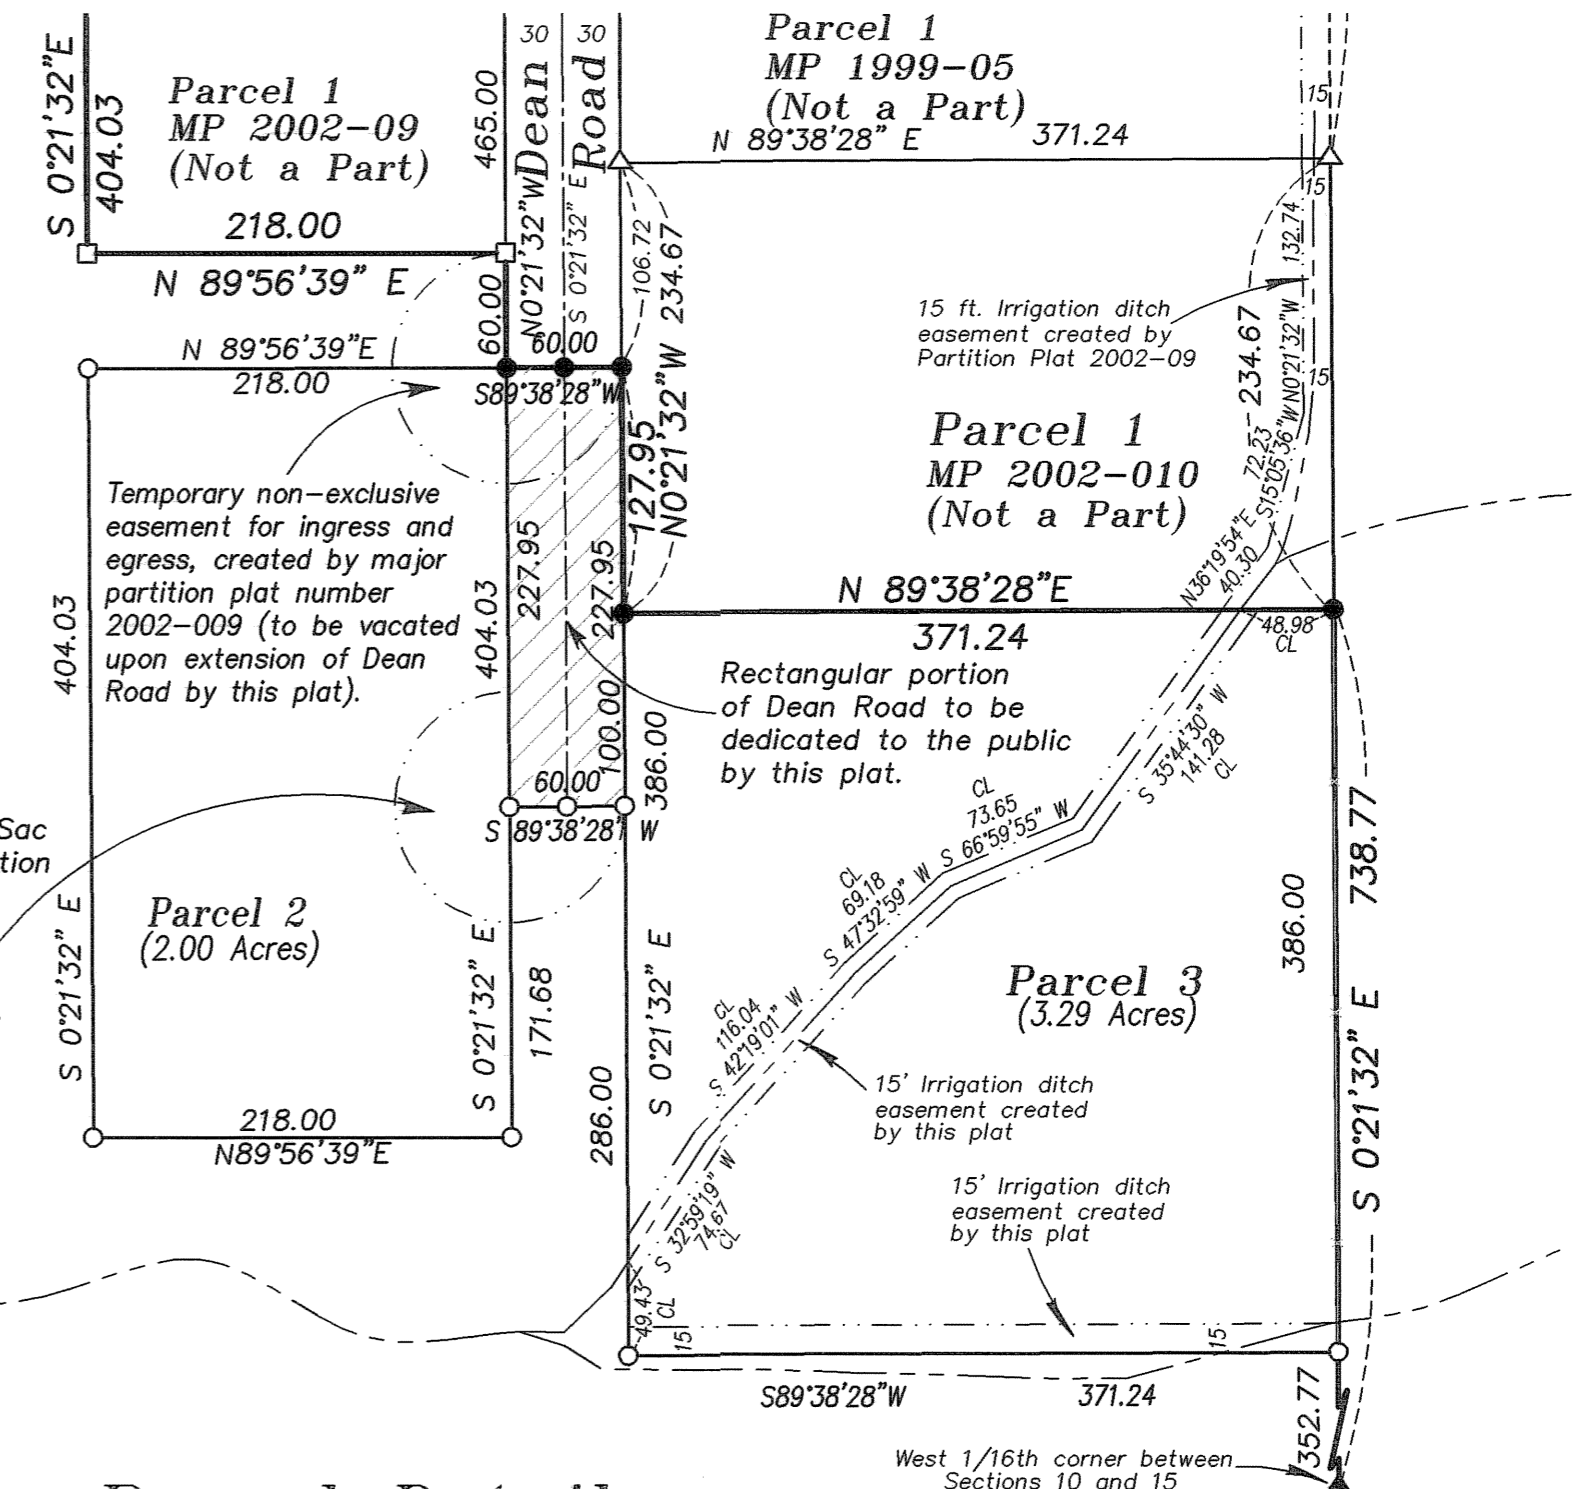 S 0°21'32"E
404.03
Parcel 1
MP 2002-09
(Not a Part)
218.00
N 89°56'39" E
465.00
30
30
Dean Road
N0°21'32"W
S 0°21'32" E
60.00
Parcel 1
MP 1999-05
(Not a Part)
N 89°38'28" E 371.24
15
15
106.72
N0°21'32"W 234.67
132.74
N0°21'32"W
15 ft. Irrigation ditch
easement created by
Partition Plat 2002-09
234.67
15
N 89°56'39"E
218.00
60.00
S89°38'28"W
Temporary non-exclusive
easement for ingress and
egress, created by major
partition plat number
2002-009 (to be vacated
upon extension of Dean
Road by this plat).
127.95
227.95
227.95
Parcel 1
MP 2002-010
(Not a Part)
72.23
S15°05'36"W
N36°19'54"E
40.30
N 89°38'28"E
371.24
48.98
CL
404.03
404.03
Rectangular portion
of Dean Road to be
dedicated to the public
by this plat.
100.00
386.00
60.00
S 89°38'28" W
S 35°44'30" W
141.28
CL
CL
73.65
S 66°59'55" W
CL
69.18
S 47°32'59" W
CL
116.04
S 42°19'01" W
738.77
386.00
Sac
tion
Parcel 2
(2.00 Acres)
S 0°21'32" E
S 0°21'32" E
171.68
S 0°21'32" E
286.00
Parcel 3
(3.29 Acres)
S 0°21'32" E
15' Irrigation ditch
easement created
by this plat
218.00
N89°56'39"E
S 32°59'19" W
74.67
CL
15' Irrigation ditch
easement created
by this plat
49.43
CL
15
15
S89°38'28"W 371.24
352.77
West 1/16th corner between
Sections 10 and 15